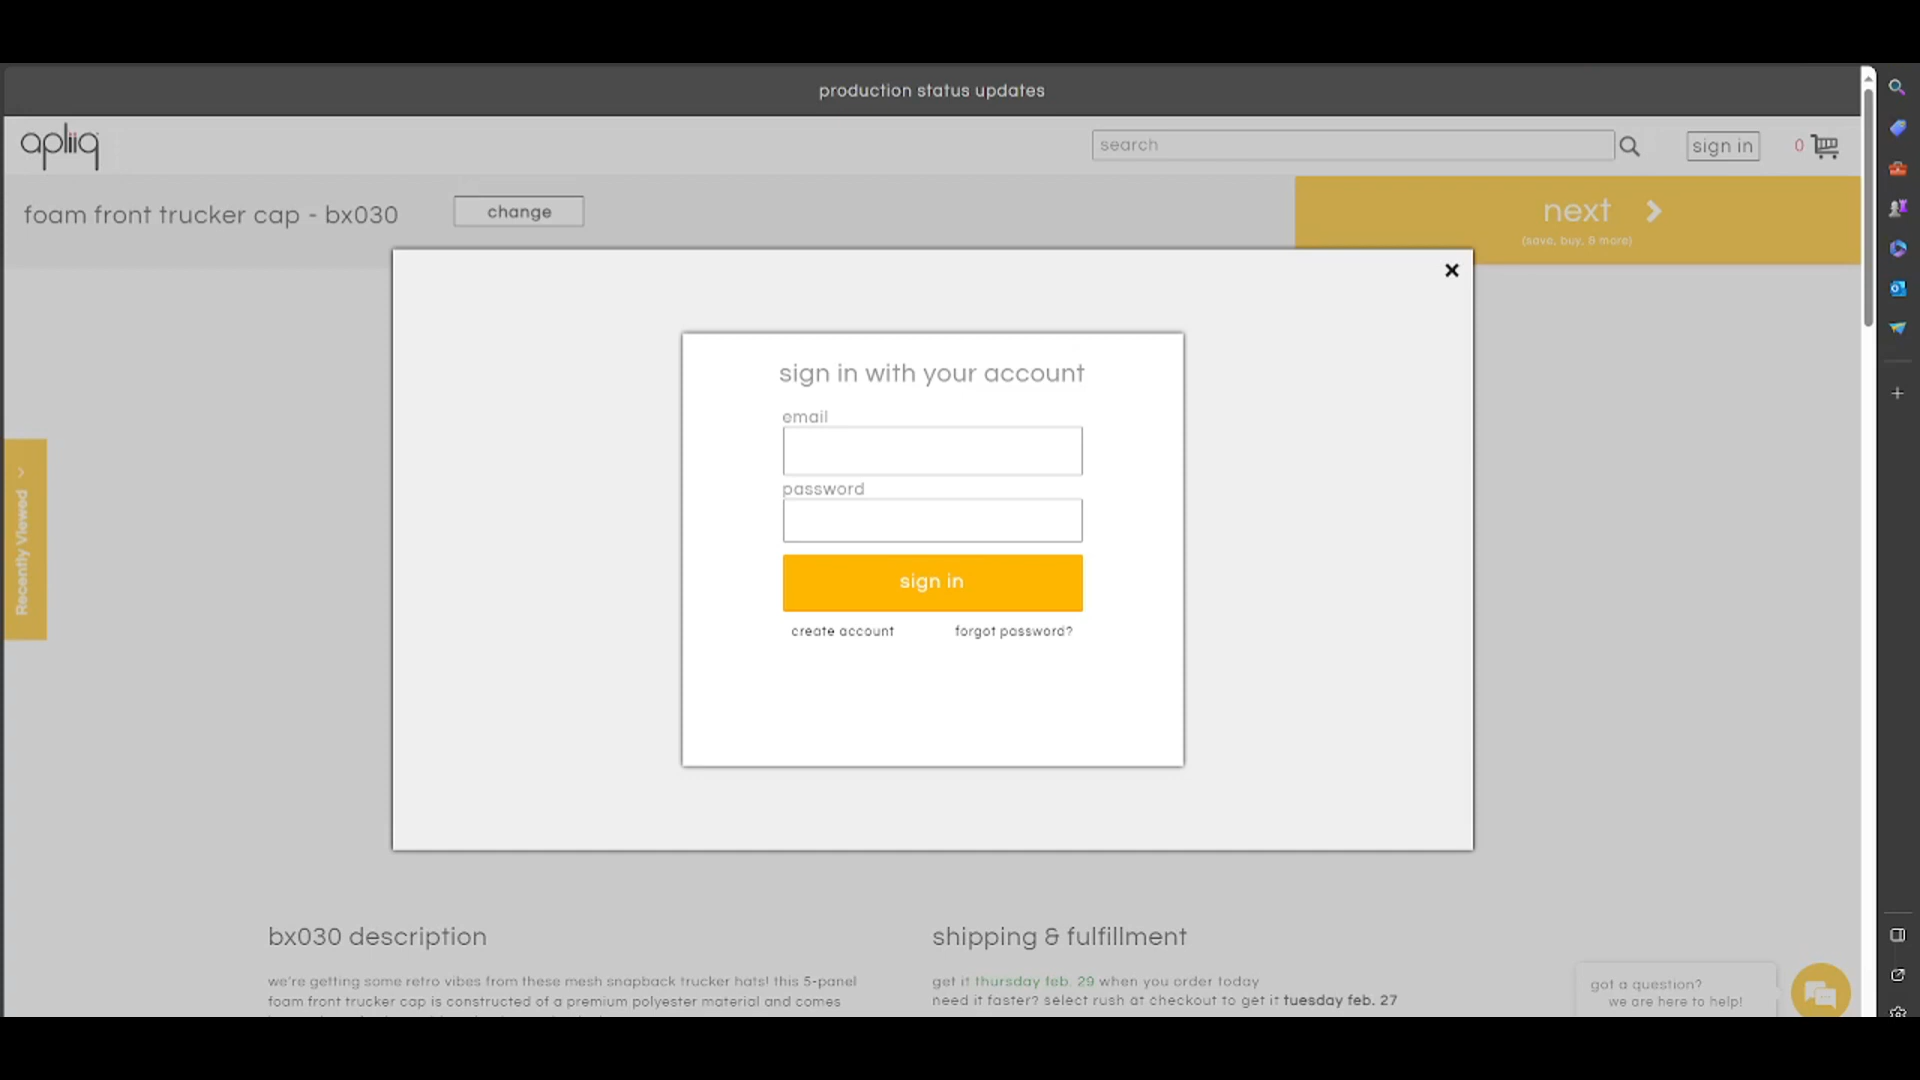 production status updates
apliiq
search
sign in
0
foam front trucker cap - bx030
change
next
(save, buy, & more)
sign in with your account
email
password
sign in
create account
forgot password?
Recently Viewed
bx030 description
we're getting some retro vibes from these mesh snapback trucker hats! this 5-panel
foam front trucker cap is constructed of a premium polyester material and comes
shipping & fulfillment
get it thursday feb. 29 when you order today
need it faster? select rush at checkout to get it tuesday feb. 27
got a question?
we are here to help!